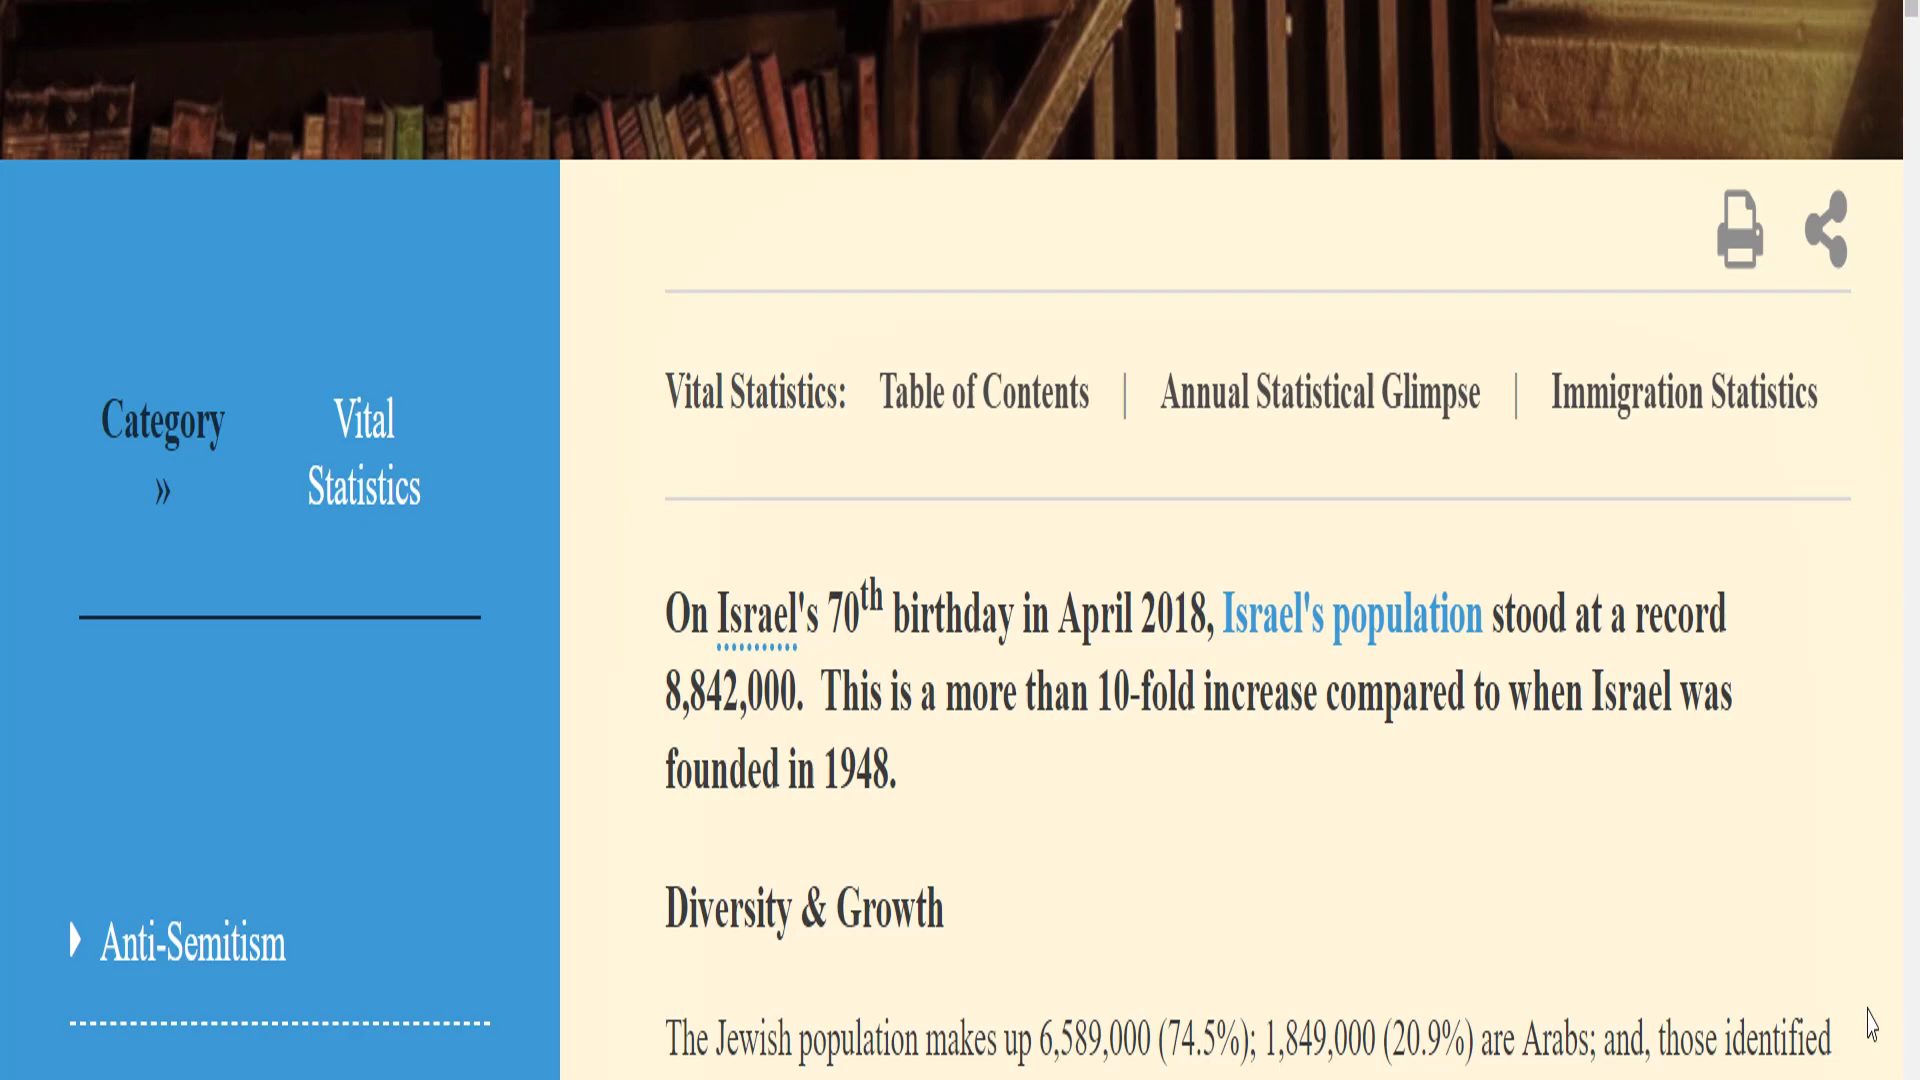 Category
»
Vital
Statistics
Anti-Semitism
Vital Statistics: Table of Contents | Annual Statistical Glimpse | Immigration Statistics
On Israel's 70th birthday in April 2018, Israel's population stood at a record
8,842,000. This is a more than 10-fold increase compared to when Israel was
founded in 1948.
Diversity & Growth
The Jewish population makes up 6,589,000 (74.5%); 1,849,000 (20.9%) are Arabs; and, those identified